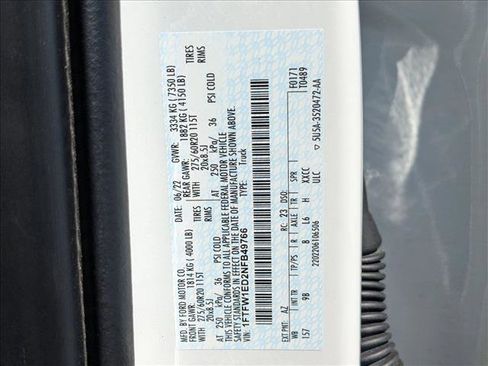 MFD. BY FORD MOTOR CO.
DATE: 06/22 GVWR: 3334 KG ( 7350 LB)
FRONT GAWR: 1814 KG ( 4000 LB) REAR GAWR: 1882 KG ( 4150 LB)
275/60R20 115T TIRES WITH 275/60R20 115T TIRES
20x8.5J RIMS 20x8.5J RIMS
AT 250 kPa/ 36 PSI COLD AT 250 kPa/ 36 PSI COLD
THIS VEHICLE CONFORMS TO ALL APPLICABLE FEDERAL MOTOR VEHICLE
SAFETY STANDARDS IN EFFECT ON THE DATE OF MANUFACTURE SHOWN ABOVE.
VIN: 1FTFW1ED2NFB49766
Truck
F0171
T0489
EXT PNT: AZ RC: 23 DSO:
WB INT TR TP/PS R AXLE TR SPR
157 9B 8 L6 H XXCC
2202206106506 ULC
5U5A-3520472-AA